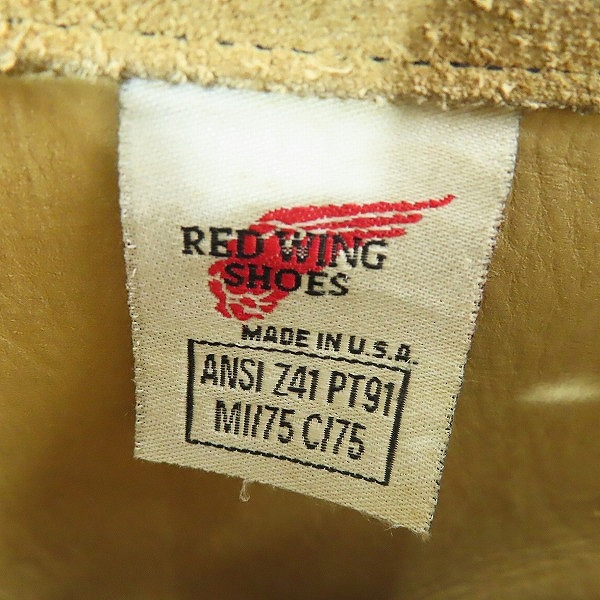 RED WING
SHOES
MADE IN U.S.A.
ANSI Z41 PT91
MI/75 C/75